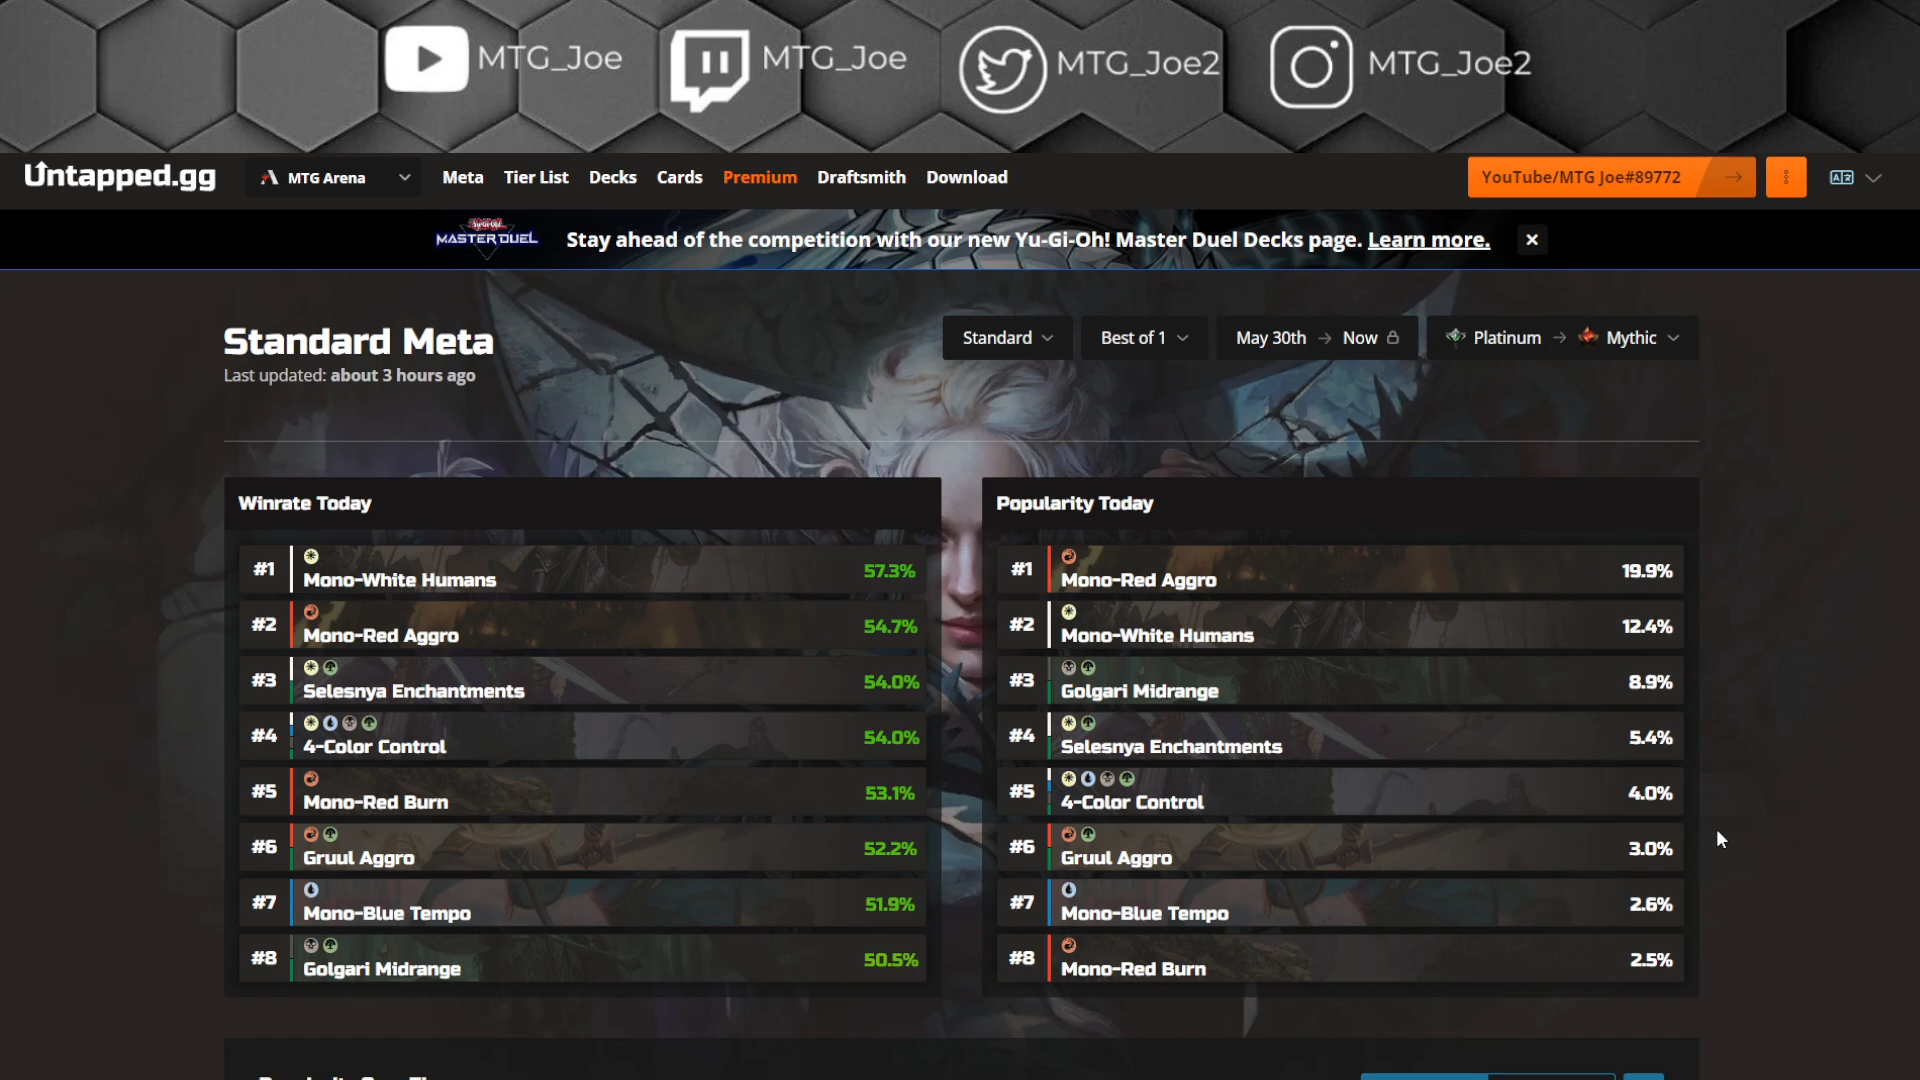 MTG_Joe MTG_Joe MTG_Joe2 MTG_Joe2
Untapped.gg MTG Arena Meta Tier List Decks Cards Premium Draftsmith Download YouTube/MTG Joe#89772
Yu-Gi-Oh! MASTER DUEL Stay ahead of the competition with our new Yu-Gi-Oh! Master Duel Decks page. Learn more.
Standard Meta
Last updated: about 3 hours ago
Standard Best of 1 May 30th → Now Platinum → Mythic
Winrate Today
#1 Mono-White Humans 57.3%
#2 Mono-Red Aggro 54.7%
#3 Selesnya Enchantments 54.0%
#4 4-Color Control 54.0%
#5 Mono-Red Burn 53.1%
#6 Gruul Aggro 52.2%
#7 Mono-Blue Tempo 51.9%
#8 Golgari Midrange 50.5%
Popularity Today
#1 Mono-Red Aggro 19.9%
#2 Mono-White Humans 12.4%
#3 Golgari Midrange 8.9%
#4 Selesnya Enchantments 5.4%
#5 4-Color Control 4.0%
#6 Gruul Aggro 3.0%
#7 Mono-Blue Tempo 2.6%
#8 Mono-Red Burn 2.5%